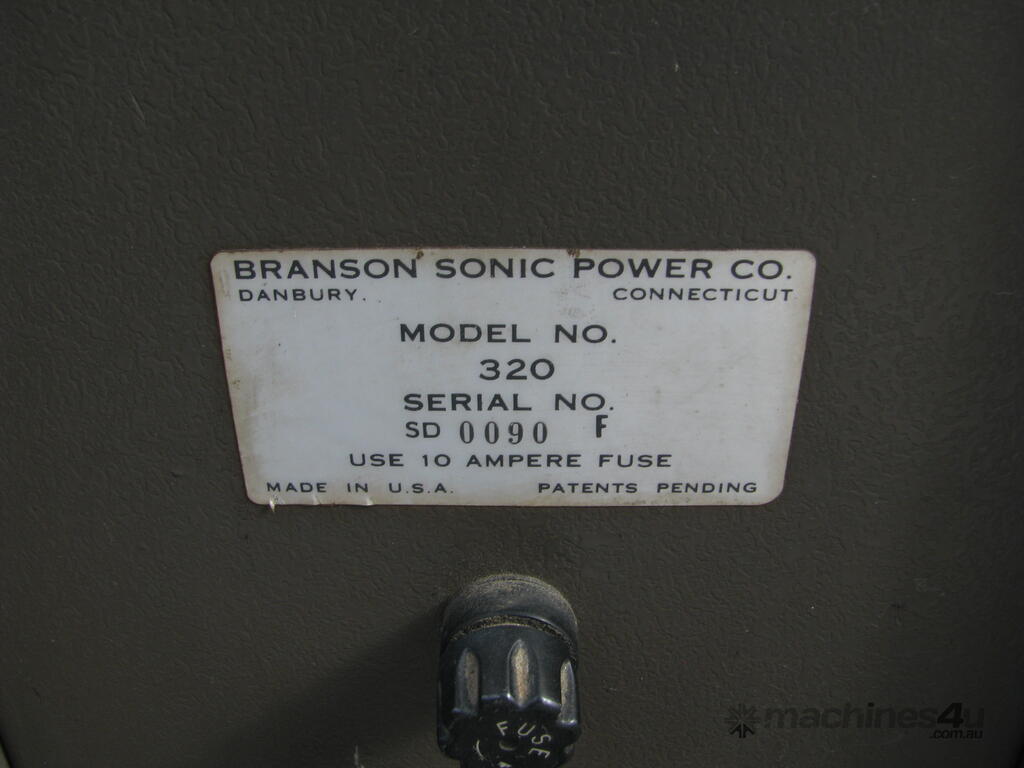 BRANSON SONIC POWER CO.
DANBURY. CONNECTICUT
MODEL NO.
320
SERIAL NO.
SD 0090 F
USE 10 AMPERE FUSE
MADE IN U.S.A. PATENTS PENDING
FUSE
machines4u
.com.au